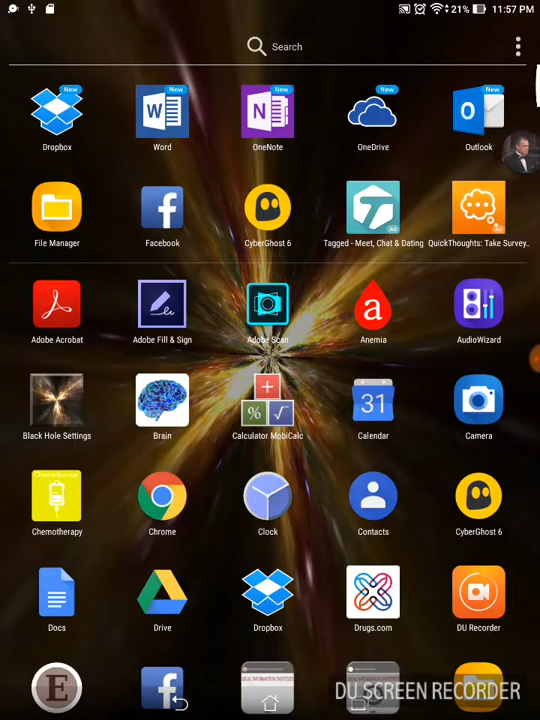 21% 11:57 PM
Search
New New New New New
Dropbox Word OneNote OneDrive Outlook
File Manager Facebook CyberGhost 6 Tagged - Meet, Chat & Dating QuickThoughts: Take Survey..
Ad Ad
Adobe Acrobat Adobe Fill & Sign Adobe Scan Anemia AudioWizard
31
Black Hole Settings Brain Calculator MobiCalc Calendar Camera
Chemotherapy
Chemotherapy Chrome Clock Contacts CyberGhost 6
Docs Drive Dropbox Drugs.com DU Recorder
E
DU SCREEN RECORDER